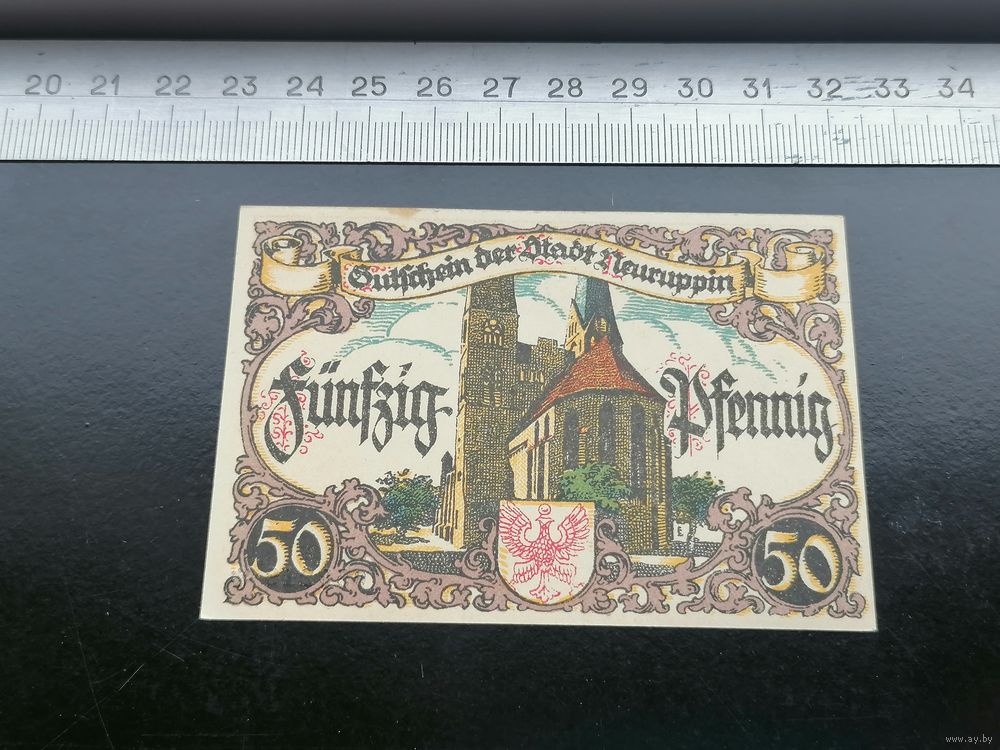 20 21 22 23 24 25 26 27 28 29 30 31 32 33 34
Gutschein der Stadt Neuruppin
Fünfzig Pfennig
50 50
E
www.ay.by